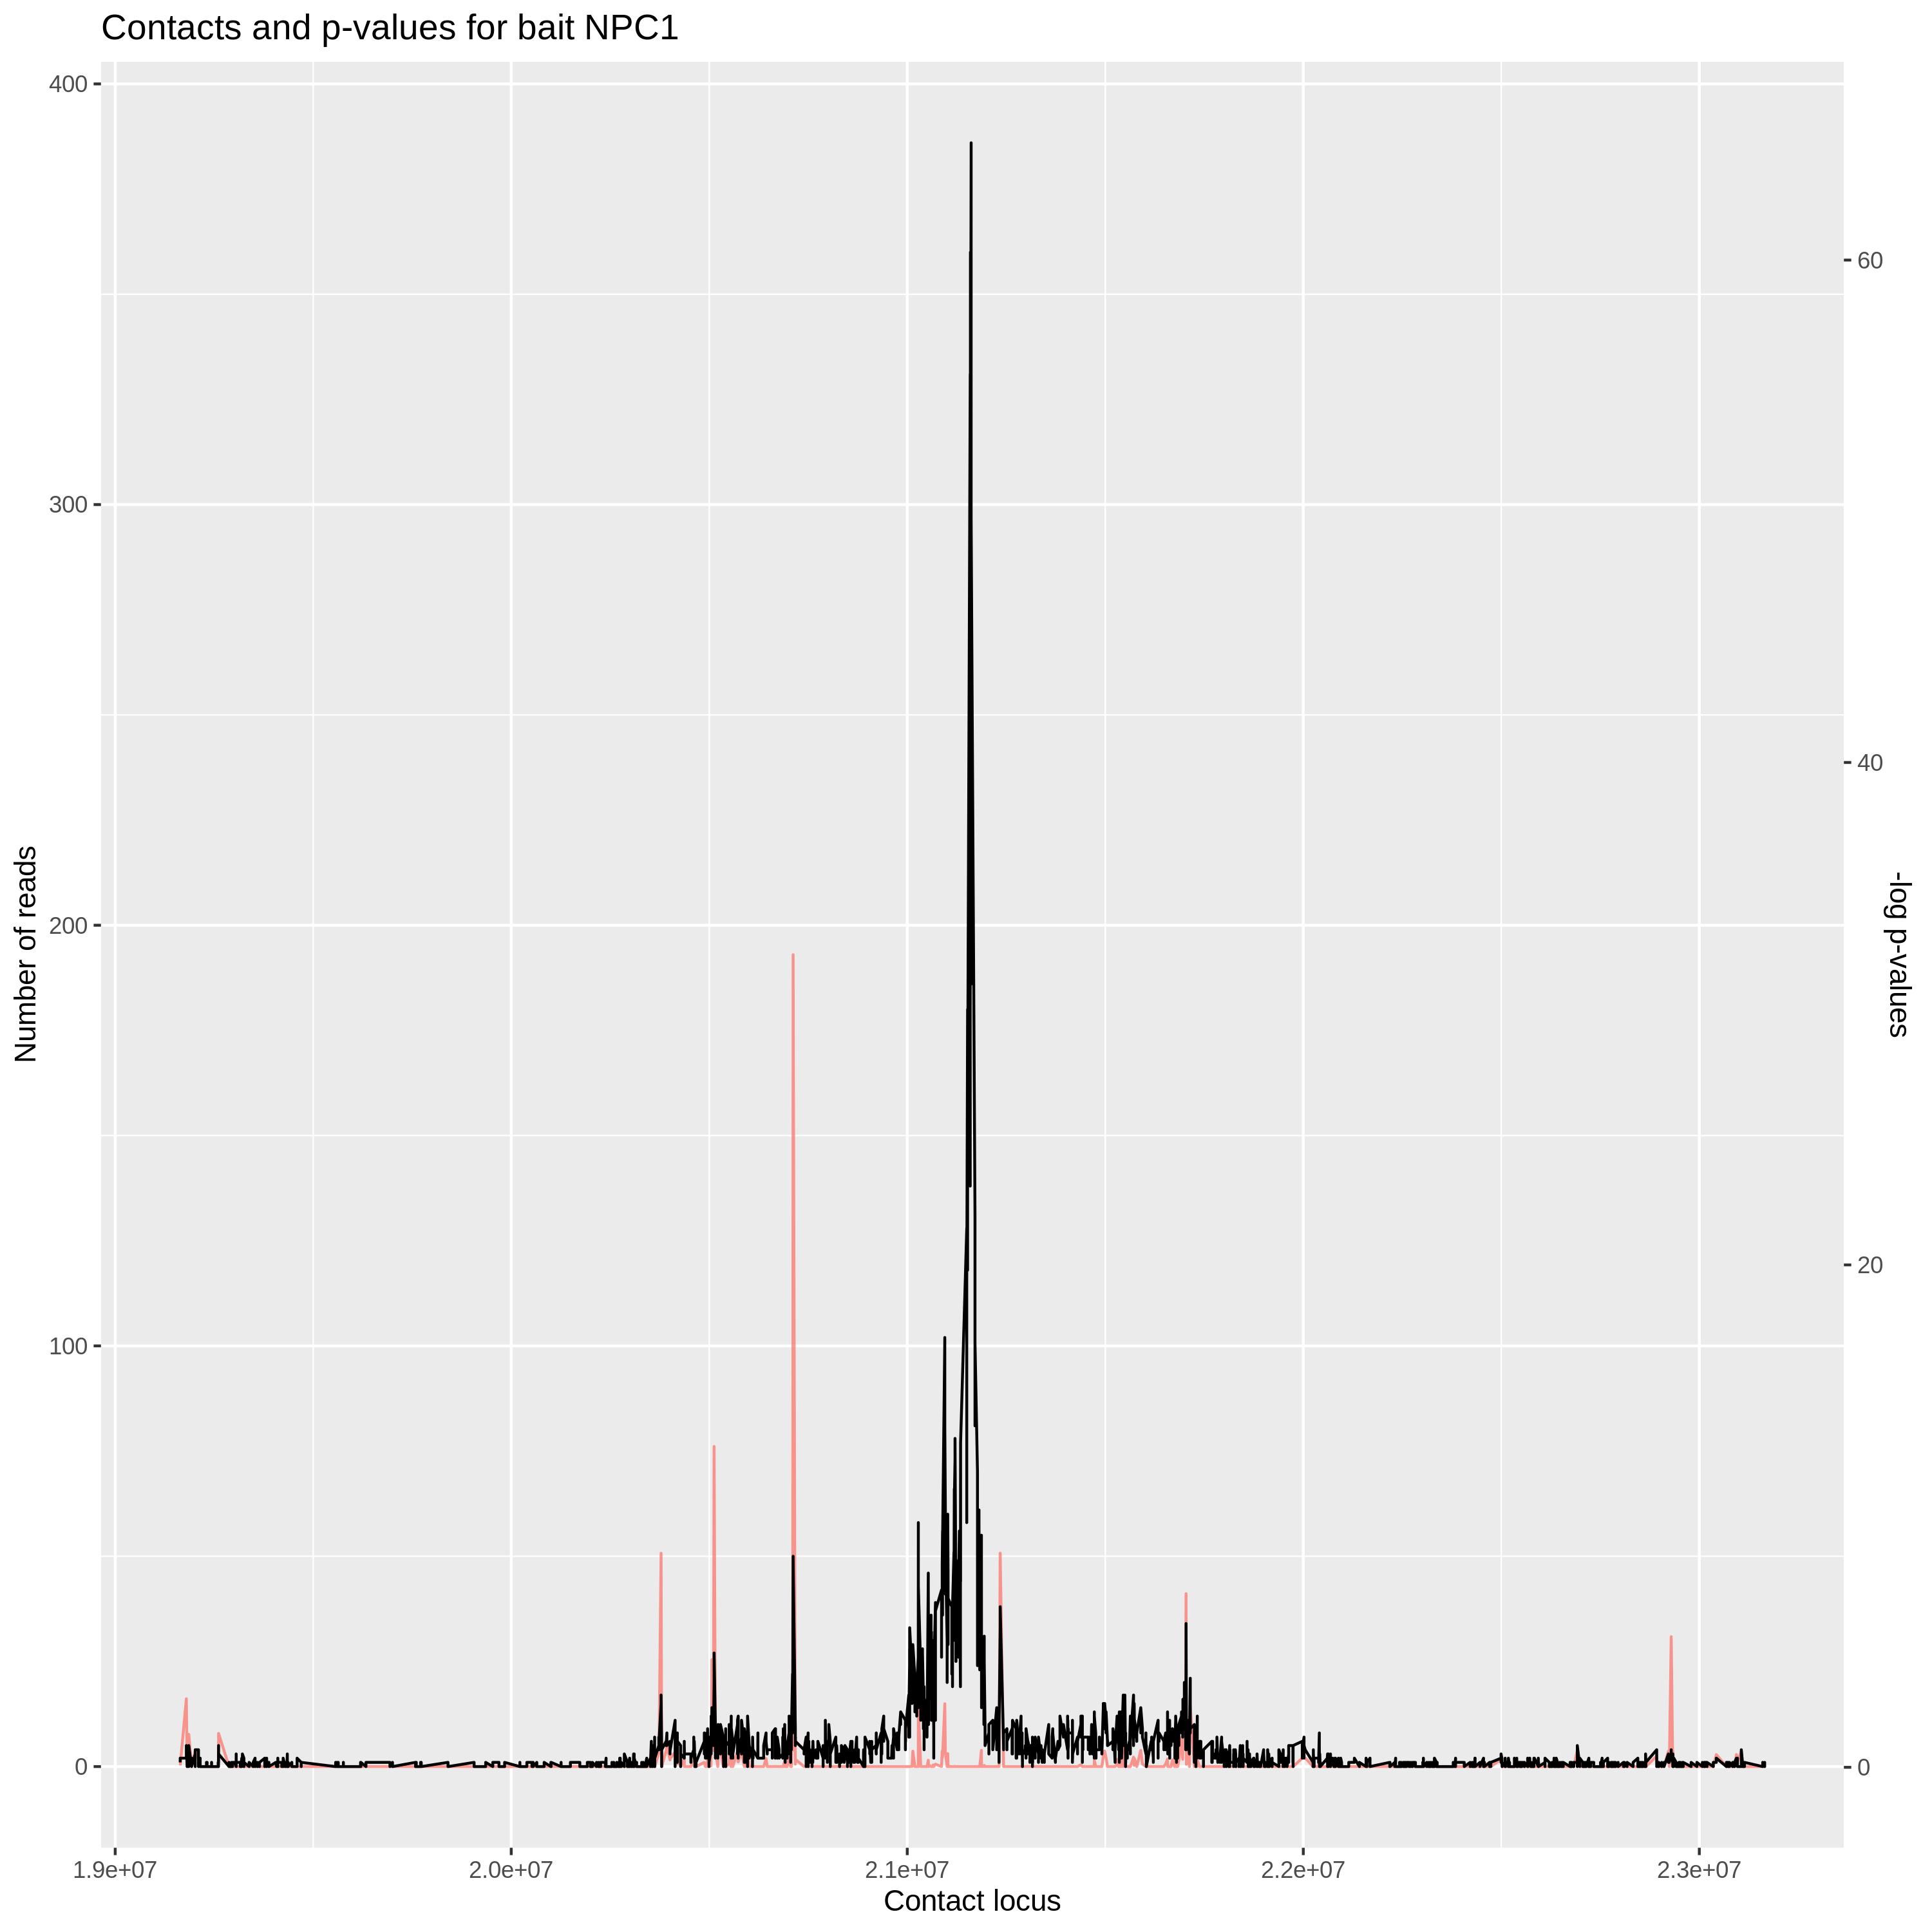 Contacts and p-values for bait NPC1
400
300
200
100
0
Number of reads
60
40
20
0
-log p-values
1.9e+07
2.0e+07
2.1e+07
2.2e+07
2.3e+07
Contact locus